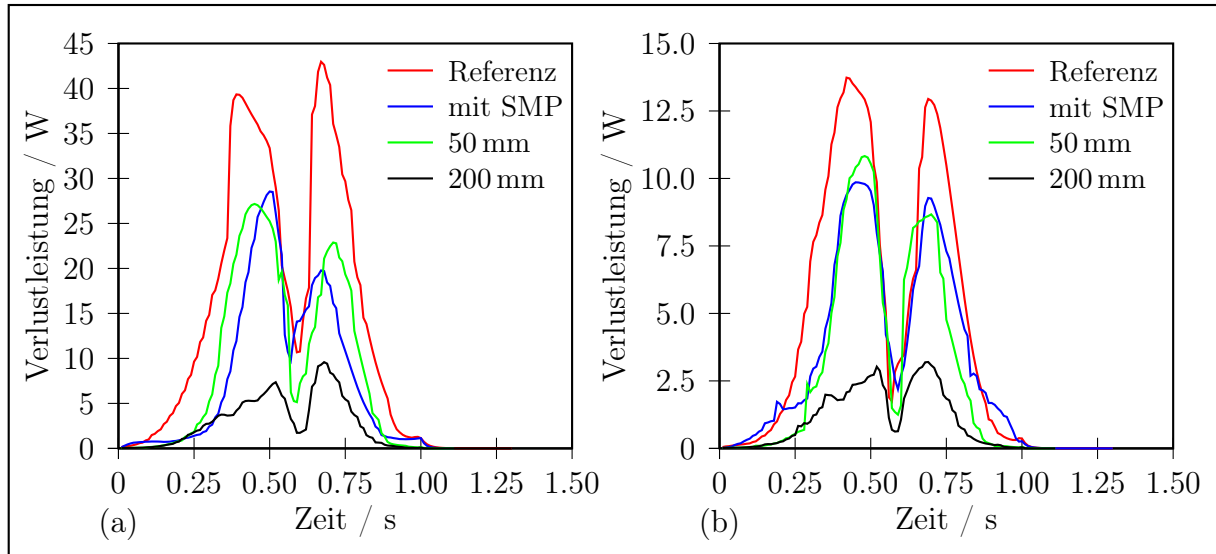 45
40
35
30
25
20
15
10
5
0
Verlustleistung / W
Referenz
mit SMP
50 mm
200 mm
0 0.25 0.50 0.75 1.00 1.25 1.50
(a) Zeit / s
15.0
12.5
10.0
7.5
5.0
2.5
0
Verlustleistung / W
Referenz
mit SMP
50 mm
200 mm
0 0.25 0.50 0.75 1.00 1.25 1.50
(b) Zeit / s